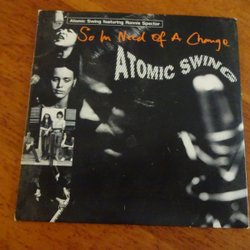 Atomic Swing featuring Ronnie Spector
So In Need Of A Change
ATOMIC SWING